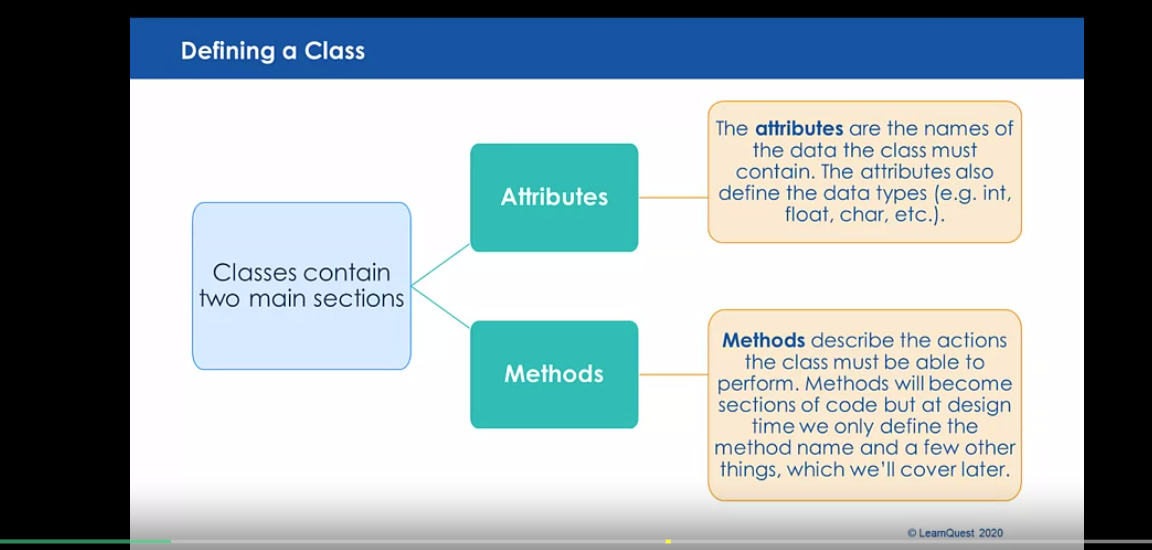 Defining a Class
Classes contain
two main sections
Attributes
The attributes are the names of
the data the class must
contain. The attributes also
define the data types (e.g. int,
float, char, etc.).
Methods
Methods describe the actions
the class must be able to
perform. Methods will become
sections of code but at design
time we only define the
method name and a few other
things, which we'll cover later.
© LearnQuest 2020